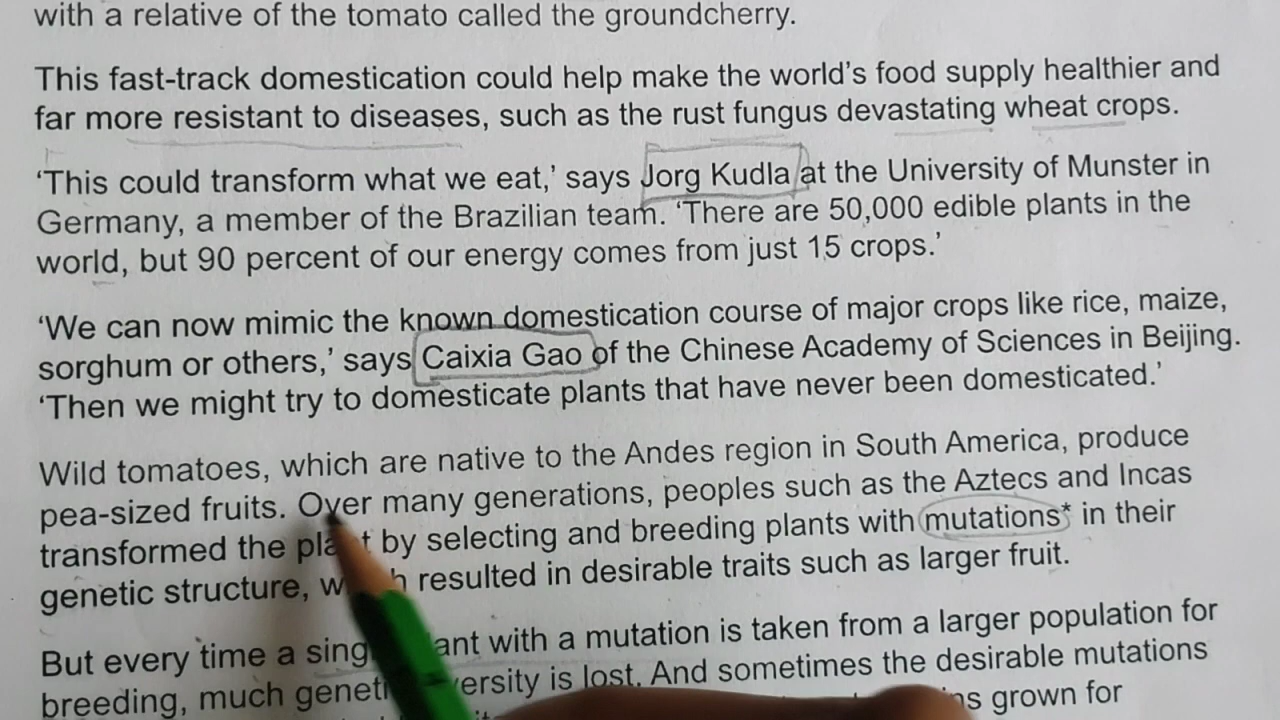 with a relative of the tomato called the groundcherry.
This fast-track domestication could help make the world's food supply healthier and
far more resistant to diseases, such as the rust fungus devastating wheat crops.
'This could transform what we eat,' says Jorg Kudla at the University of Munster in
Germany, a member of the Brazilian team. 'There are 50,000 edible plants in the
world, but 90 percent of our energy comes from just 15 crops.'
'We can now mimic the known domestication course of major crops like rice, maize,
sorghum or others,' says Caixia Gao of the Chinese Academy of Sciences in Beijing.
'Then we might try to domesticate plants that have never been domesticated.'
Wild tomatoes, which are native to the Andes region in South America, produce
pea-sized fruits. Over many generations, peoples such as the Aztecs and Incas
transformed the plant by selecting and breeding plants with mutations* in their
genetic structure, which resulted in desirable traits such as larger fruit.
But every time a single plant with a mutation is taken from a larger population for
breeding, much genetic diversity is lost. And sometimes the desirable mutations
grown for